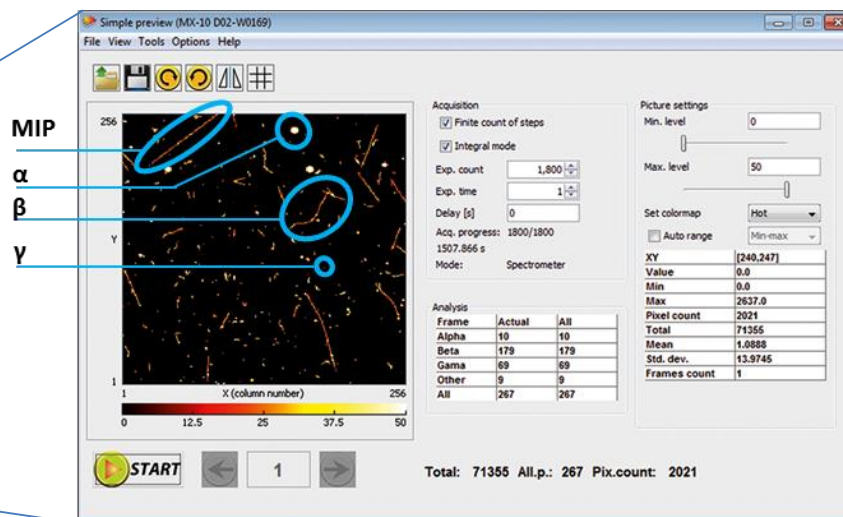 Simple preview (MX-10 D02-W0169)
File View Tools Options Help
MIP
α
β
γ
256
Y
1
1 X (column number) 256
0 12.5 25 37.5 50
START
1
Acquisition
Finite count of steps
Integral mode
Exp. count 1,800
Exp. time 1
Delay [s] 0
Acq. progress: 1800/1800
1507.866 s
Mode: Spectrometer
Analysis
Frame Actual All
Alpha 10 10
Beta 179 179
Gama 69 69
Other 9 9
All 267 267
Picture settings
Min. level 0
Max. level 50
Set colormap Hot
Auto range Min-max
XY [240,247]
Value 0.0
Min 0.0
Max 2637.0
Pixel count 2021
Total 71355
Mean 1.0888
Std. dev. 13.9745
Frames count 1
Total: 71355 All.p.: 267 Pix.count: 2021